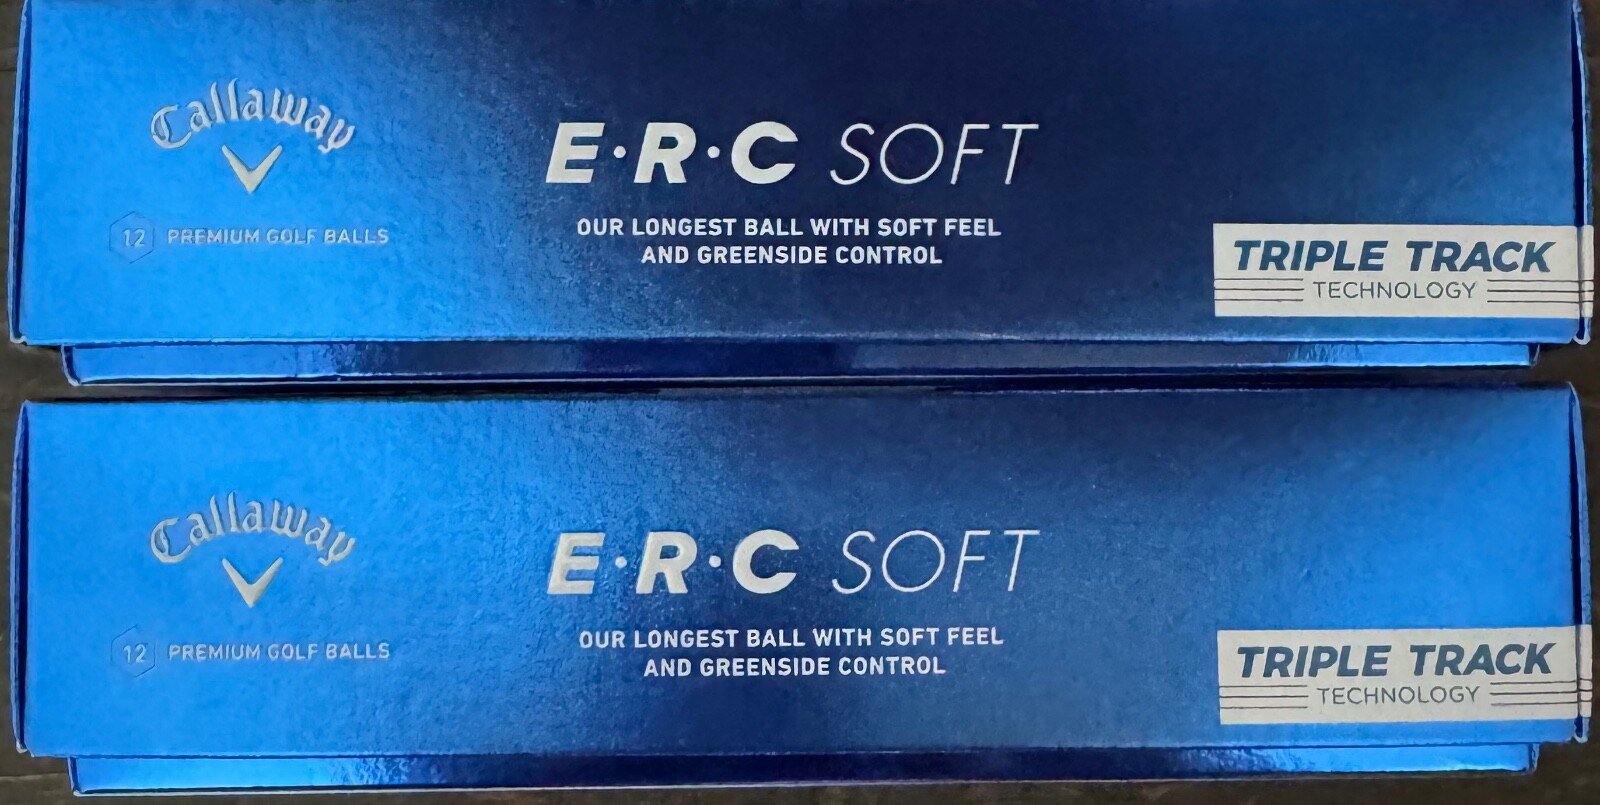 Callaway
12 PREMIUM GOLF BALLS
E·R·C SOFT
OUR LONGEST BALL WITH SOFT FEEL
AND GREENSIDE CONTROL
TRIPLE TRACK
TECHNOLOGY
Callaway
12 PREMIUM GOLF BALLS
E·R·C SOFT
OUR LONGEST BALL WITH SOFT FEEL
AND GREENSIDE CONTROL
TRIPLE TRACK
TECHNOLOGY